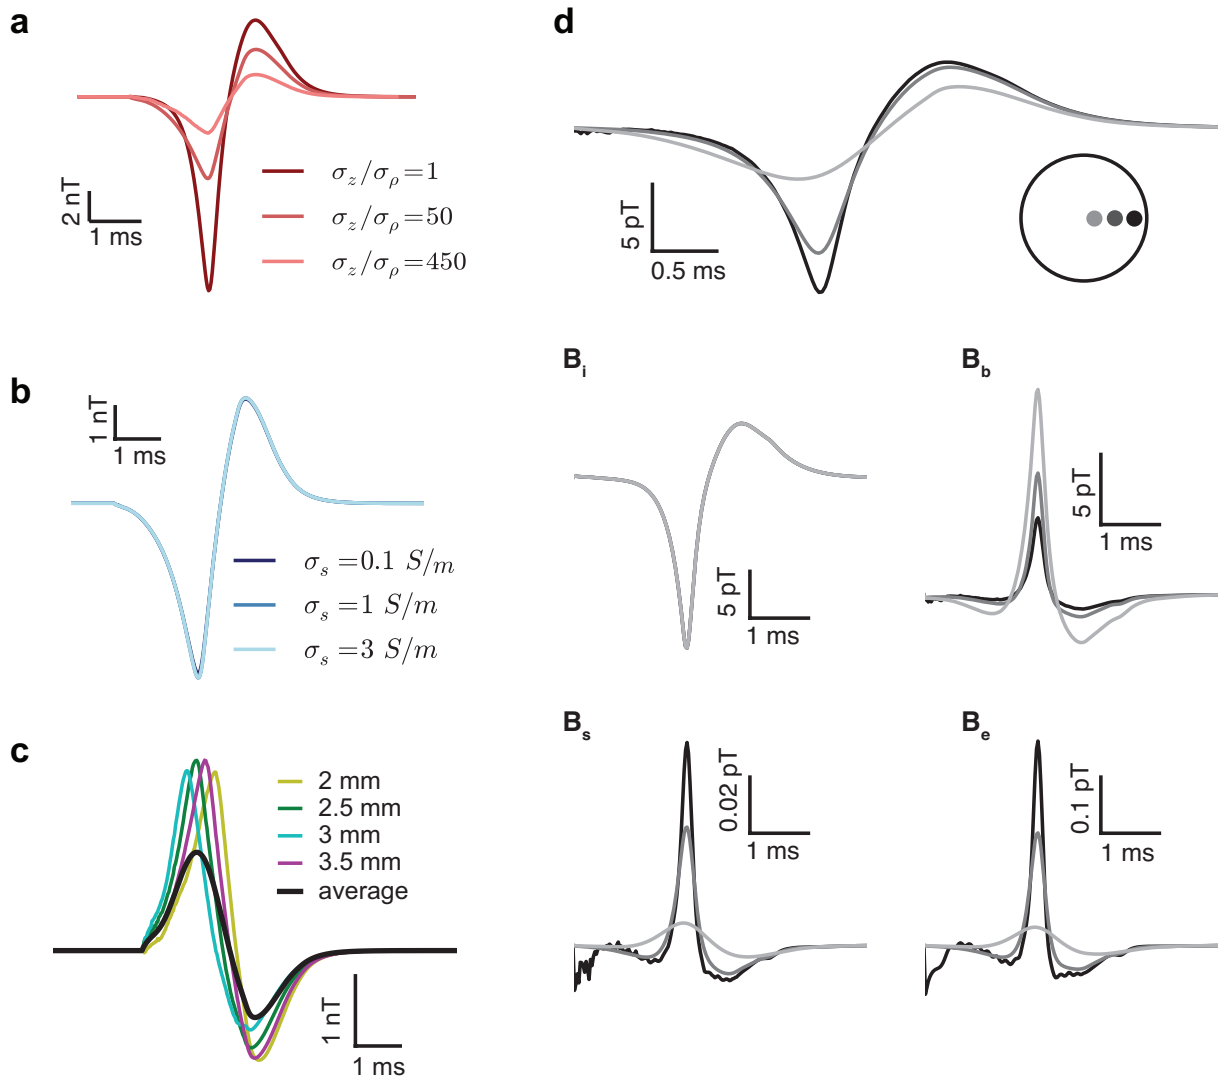 a
2 nT
1 ms
σz/σρ=1
σz/σρ=50
σz/σρ=450
b
1 nT
1 ms
σs=0.1 S/m
σs=1 S/m
σs=3 S/m
c
2 mm
2.5 mm
3 mm
3.5 mm
average
1 nT
1 ms
d
5 pT
0.5 ms
Bi
5 pT
1 ms
Bb
5 pT
1 ms
Bs
0.02 pT
1 ms
Be
0.1 pT
1 ms